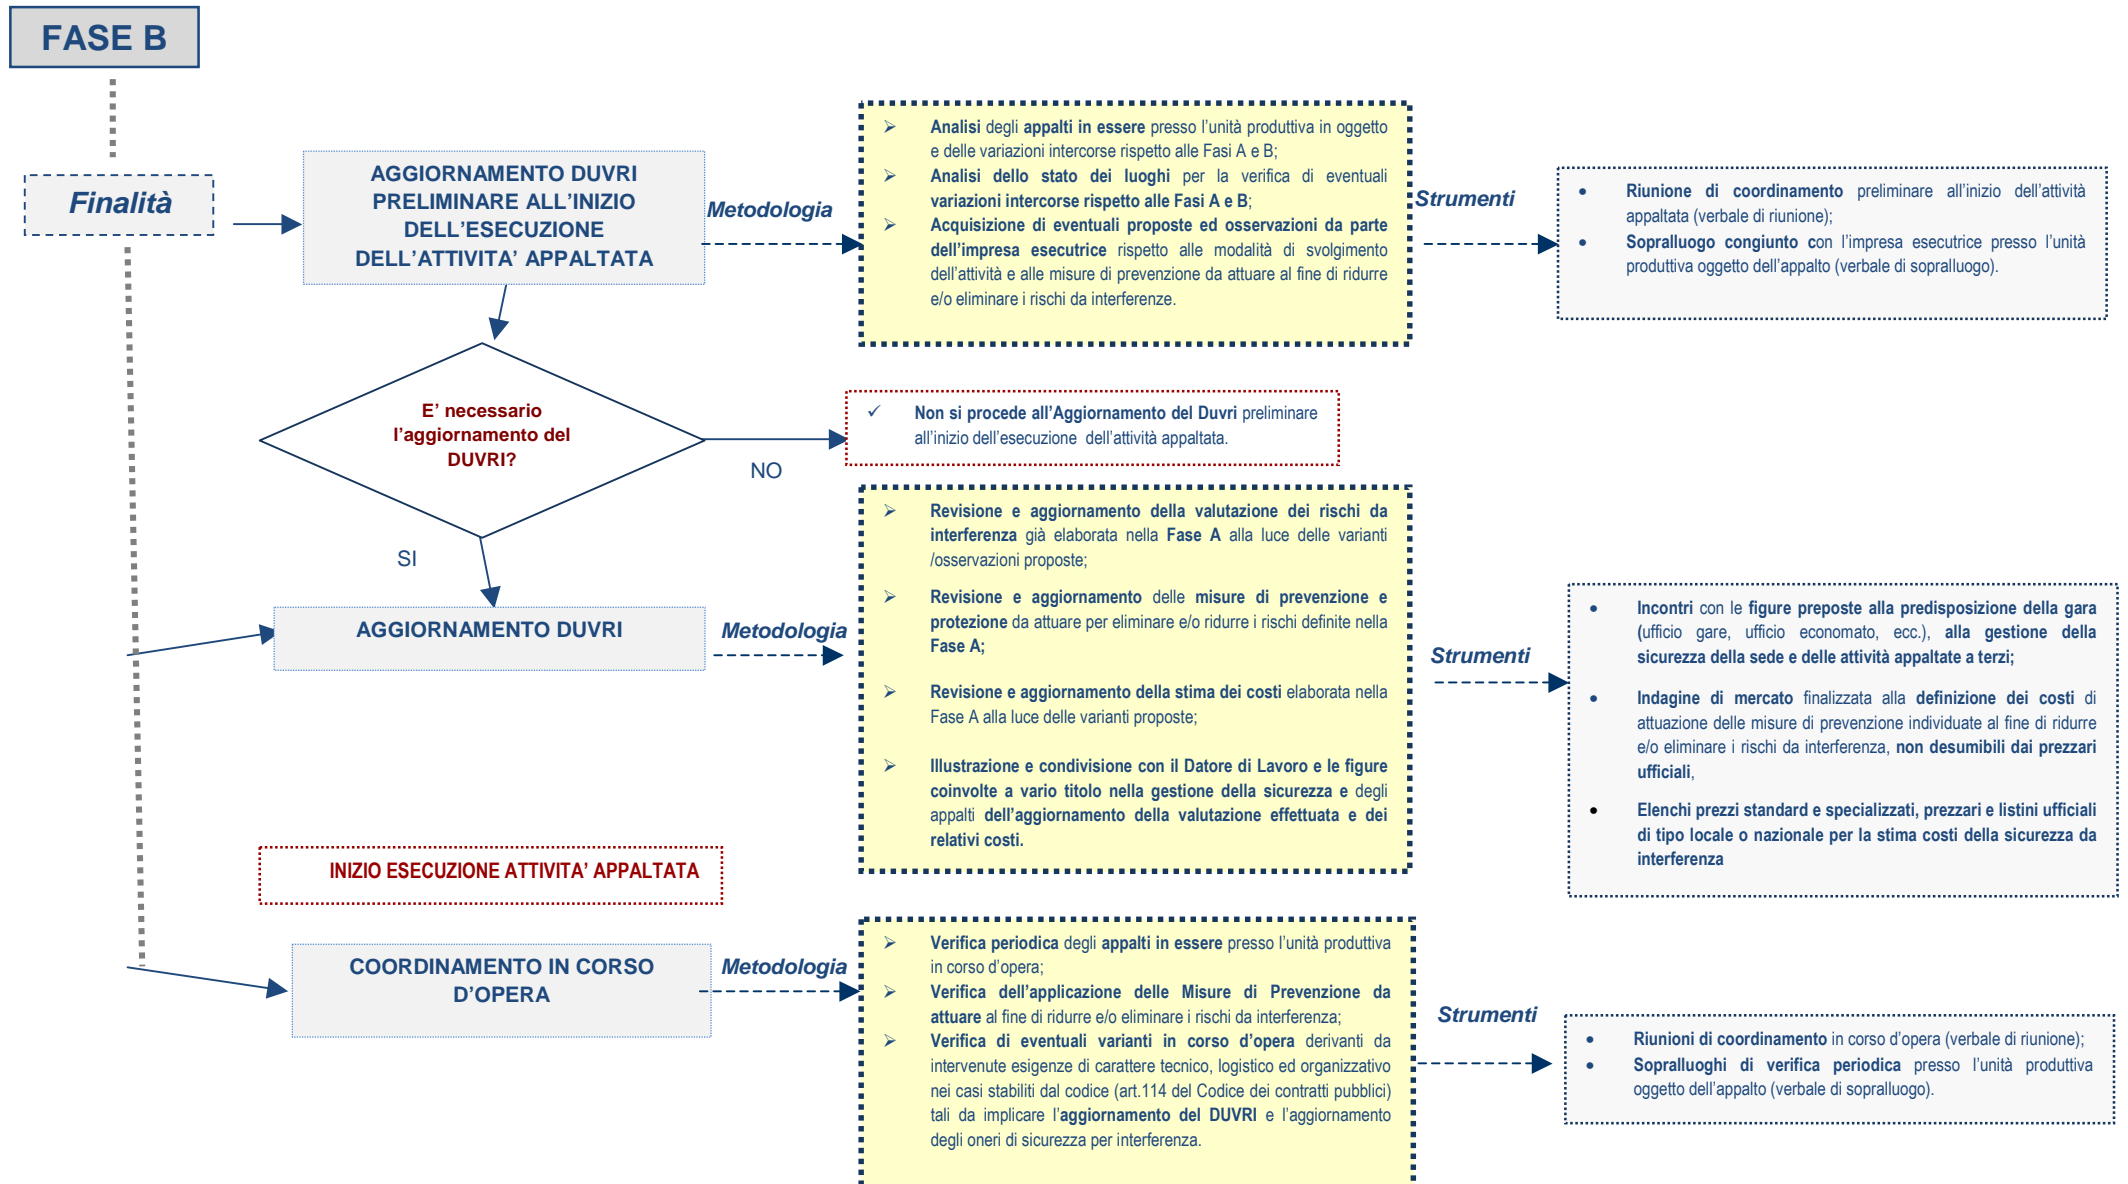 FASE B
Finalità
AGGIORNAMENTO DUVRI
PRELIMINARE ALL'INIZIO
DELL'ESECUZIONE
DELL'ATTIVITA' APPALTATA
Metodologia
➢ Analisi degli appalti in essere presso l'unità produttiva in oggetto
e delle variazioni intercorse rispetto alle Fasi A e B;
➢ Analisi dello stato dei luoghi per la verifica di eventuali
variazioni intercorse rispetto alle Fasi A e B;
➢ Acquisizione di eventuali proposte ed osservazioni da parte
dell'impresa esecutrice rispetto alle modalità di svolgimento
dell'attività e alle misure di prevenzione da attuare al fine di ridurre
e/o eliminare i rischi da interferenze.
Strumenti
• Riunione di coordinamento preliminare all'inizio dell'attività
appaltata (verbale di riunione);
• Sopralluogo congiunto con l'impresa esecutrice presso l'unità
produttiva oggetto dell'appalto (verbale di sopralluogo).
E' necessario
l'aggiornamento del
DUVRI?
NO
✓ Non si procede all'Aggiornamento del Duvri preliminare
all'inizio dell'esecuzione dell'attività appaltata.
SI
AGGIORNAMENTO DUVRI
Metodologia
➢ Revisione e aggiornamento della valutazione dei rischi da
interferenza già elaborata nella Fase A alla luce delle varianti
/osservazioni proposte;
➢ Revisione e aggiornamento delle misure di prevenzione e
protezione da attuare per eliminare e/o ridurre i rischi definite nella
Fase A;
➢ Revisione e aggiornamento della stima dei costi elaborata nella
Fase A alla luce delle varianti proposte;
➢ Illustrazione e condivisione con il Datore di Lavoro e le figure
coinvolte a vario titolo nella gestione della sicurezza e degli
appalti dell'aggiornamento della valutazione effettuata e dei
relativi costi.
Strumenti
• Incontri con le figure preposte alla predisposizione della gara
(ufficio gare, ufficio economato, ecc.), alla gestione della
sicurezza della sede e delle attività appaltate a terzi;
• Indagine di mercato finalizzata alla definizione dei costi di
attuazione delle misure di prevenzione individuate al fine di ridurre
e/o eliminare i rischi da interferenza, non desumibili dai prezzari
ufficiali,
• Elenchi prezzi standard e specializzati, prezzari e listini ufficiali
di tipo locale o nazionale per la stima costi della sicurezza da
interferenza
INIZIO ESECUZIONE ATTIVITA' APPALTATA
COORDINAMENTO IN CORSO
D'OPERA
Metodologia
➢ Verifica periodica degli appalti in essere presso l'unità produttiva
in corso d'opera;
➢ Verifica dell'applicazione delle Misure di Prevenzione da
attuare al fine di ridurre e/o eliminare i rischi da interferenza;
➢ Verifica di eventuali varianti in corso d'opera derivanti da
intervenute esigenze di carattere tecnico, logistico ed organizzativo
nei casi stabiliti dal codice (art.114 del Codice dei contratti pubblici)
tali da implicare l'aggiornamento del DUVRI e l'aggiornamento
degli oneri di sicurezza per interferenza.
Strumenti
• Riunioni di coordinamento in corso d'opera (verbale di riunione);
• Sopralluoghi di verifica periodica presso l'unità produttiva
oggetto dell'appalto (verbale di sopralluogo).